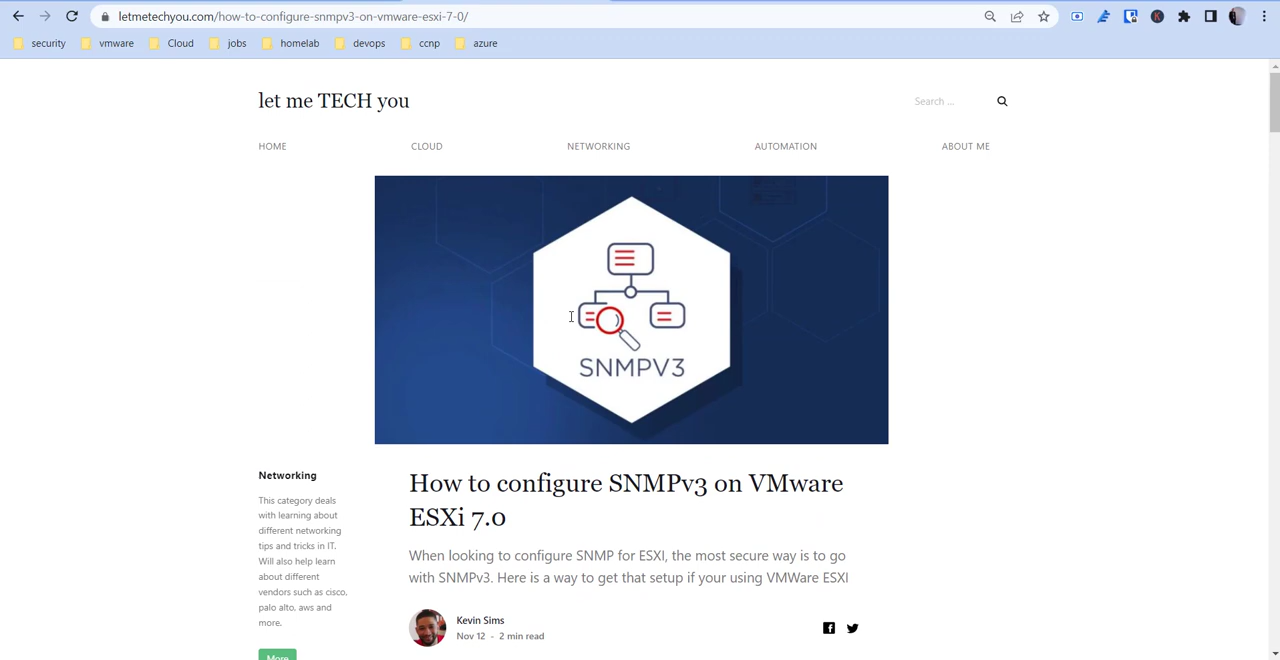 letmetechyou.com/how-to-configure-snmpv3-on-vmware-esxi-7-0/
security vmware Cloud jobs homelab devops ccnp azure
let me TECH you
Search ...
HOME CLOUD NETWORKING AUTOMATION ABOUT ME
SNMPV3
Networking
This category deals
with learning about
different networking
tips and tricks in IT.
Will also help learn
about different
vendors such as cisco,
palo alto, aws and
more.
More
How to configure SNMPv3 on VMware
ESXi 7.0
When looking to configure SNMP for ESXI, the most secure way is to go
with SNMPv3. Here is a way to get that setup if your using VMWare ESXI
Kevin Sims
Nov 12 - 2 min read